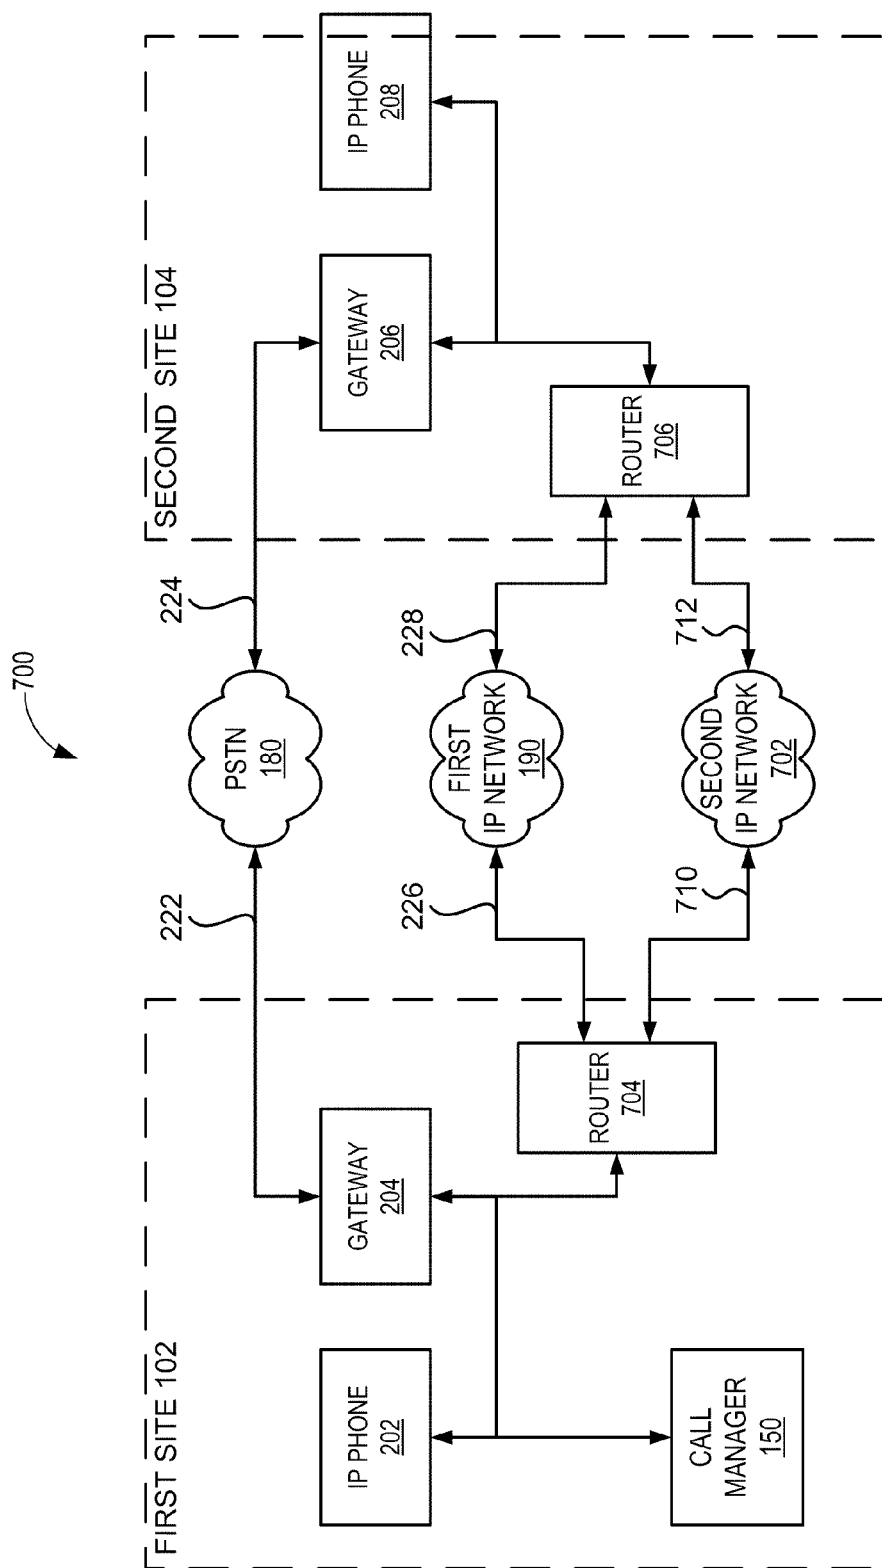 700
FIRST SITE 102
SECOND SITE 104
222
224
PSTN
180
IP PHONE
202
GATEWAY
204
GATEWAY
206
IP PHONE
208
226
228
FIRST
IP NETWORK
190
ROUTER
704
ROUTER
706
710
712
SECOND
IP NETWORK
702
CALL
MANAGER
150